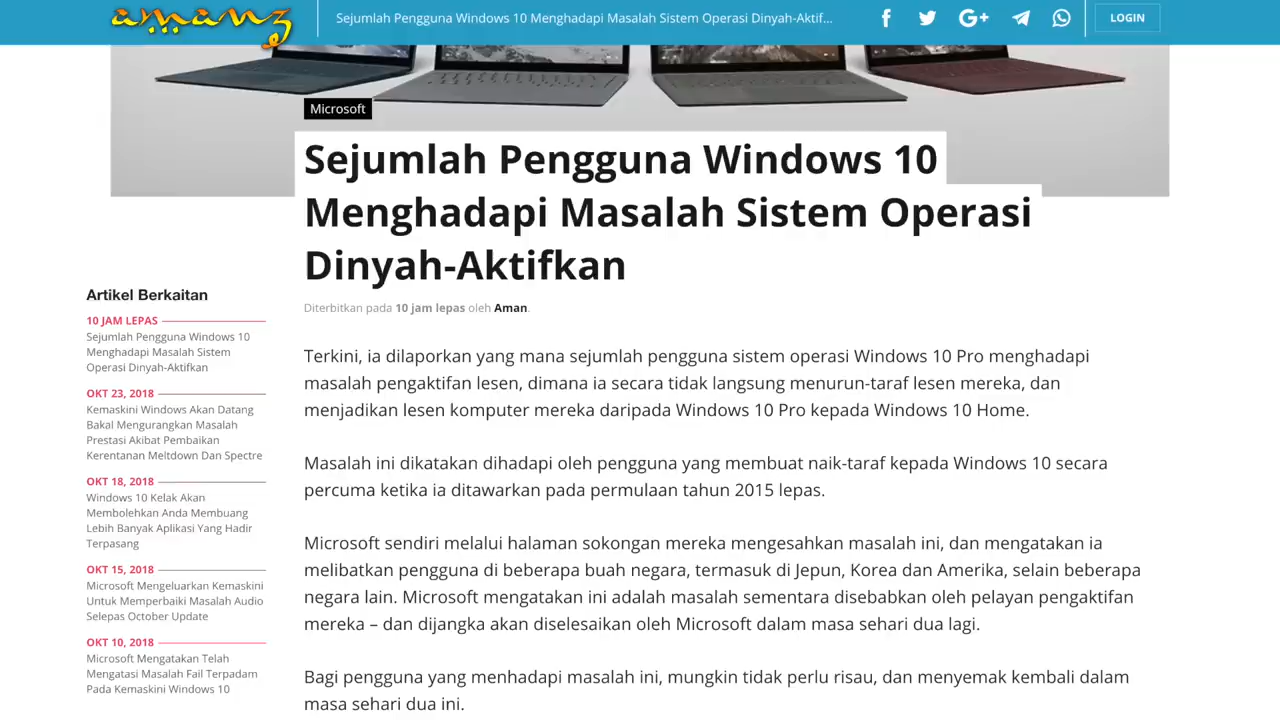 amanz
Sejumlah Pengguna Windows 10 Menghadapi Masalah Sistem Operasi Dinyah-Aktif...
LOGIN
Microsoft
Sejumlah Pengguna Windows 10
Menghadapi Masalah Sistem Operasi
Dinyah-Aktifkan
Diterbitkan pada 10 jam lepas oleh Aman.
Artikel Berkaitan
10 JAM LEPAS
Sejumlah Pengguna Windows 10
Menghadapi Masalah Sistem
Operasi Dinyah-Aktifkan
OKT 23, 2018
Kemaskini Windows Akan Datang
Bakal Mengurangkan Masalah
Prestasi Akibat Pembaikan
Kerentanan Meltdown Dan Spectre
OKT 18, 2018
Windows 10 Kelak Akan
Membolehkan Anda Membuang
Lebih Banyak Aplikasi Yang Hadir
Terpasang
OKT 15, 2018
Microsoft Mengeluarkan Kemaskini
Untuk Memperbaiki Masalah Audio
Selepas October Update
OKT 10, 2018
Microsoft Mengatakan Telah
Mengatasi Masalah Fail Terpadam
Pada Kemaskini Windows 10
Terkini, ia dilaporkan yang mana sejumlah pengguna sistem operasi Windows 10 Pro menghadapi
masalah pengaktifan lesen, dimana ia secara tidak langsung menurun-taraf lesen mereka, dan
menjadikan lesen komputer mereka daripada Windows 10 Pro kepada Windows 10 Home.
Masalah ini dikatakan dihadapi oleh pengguna yang membuat naik-taraf kepada Windows 10 secara
percuma ketika ia ditawarkan pada permulaan tahun 2015 lepas.
Microsoft sendiri melalui halaman sokongan mereka mengesahkan masalah ini, dan mengatakan ia
melibatkan pengguna di beberapa buah negara, termasuk di Jepun, Korea dan Amerika, selain beberapa
negara lain. Microsoft mengatakan ini adalah masalah sementara disebabkan oleh pelayan pengaktifan
mereka – dan dijangka akan diselesaikan oleh Microsoft dalam masa sehari dua lagi.
Bagi pengguna yang menhadapi masalah ini, mungkin tidak perlu risau, dan menyemak kembali dalam
masa sehari dua ini.